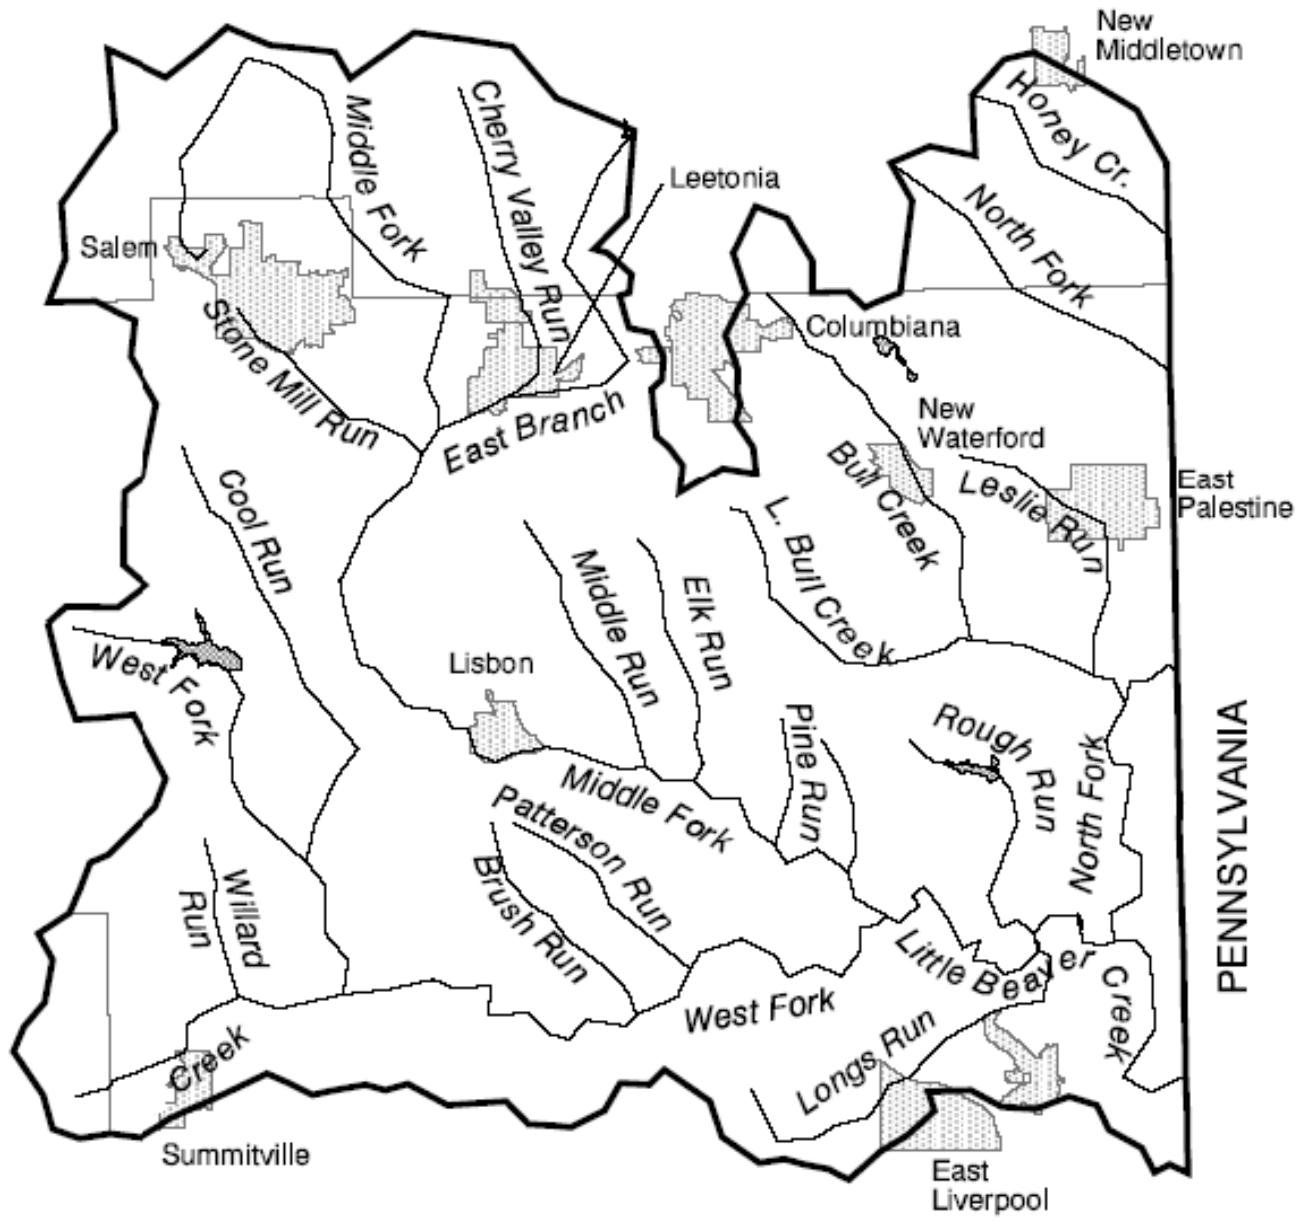 New
Middletown
Honey Cr.
Middle Fork
Cherry Valley Run
Leetonia
North Fork
Salem
Stone Mill Run
Columbiana
East Branch
New
Waterford
Bull Creek
Leslie Run
East
Palestine
Cool Run
L. Bull Creek
Middle Run
Elk Run
West Fork
Lisbon
Pine Run
Rough Run
North Fork
PENNSYLVANIA
Middle Fork
Patterson Run
Brush Run
Willard
Run
Little Beaver Creek
West Fork
Longs Run
Creek
Summitville
East
Liverpool